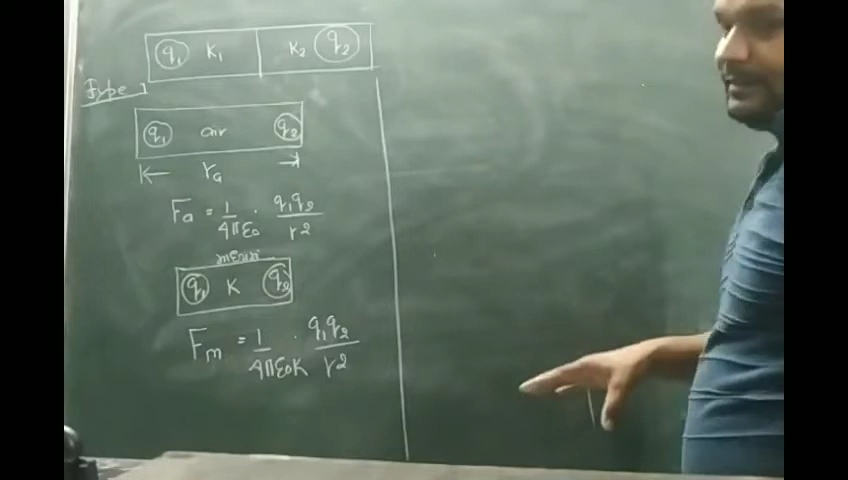 q₁ K₁ K₂ q₂
Type 1
q₁ air q₂
rₐ
Fa = 1/4πε₀ · q₁q₂/r²
q₁ K q₂
Fm = 1/4πε₀K · q₁q₂/r²